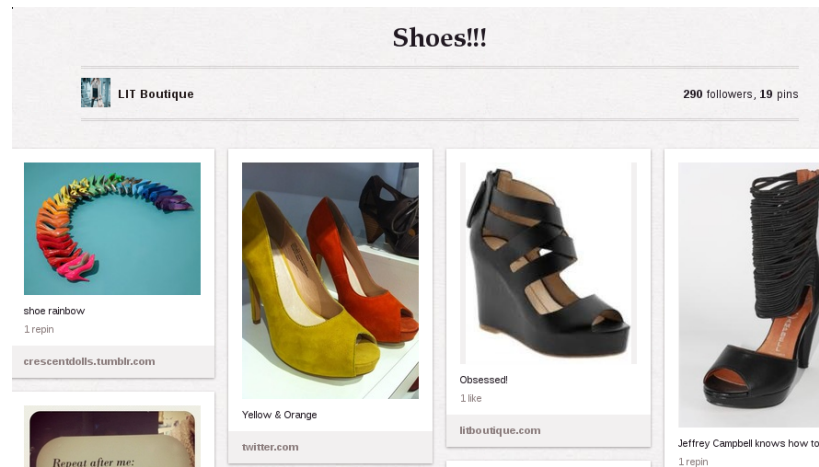 Shoes!!!
LIT Boutique
290 followers, 19 pins
shoe rainbow
1 repin
crescentdolls.tumblr.com
Repeat after me:
Yellow & Orange
twitter.com
Obsessed!
1 like
litboutique.com
Jeffrey Campbell knows how to
1 repin